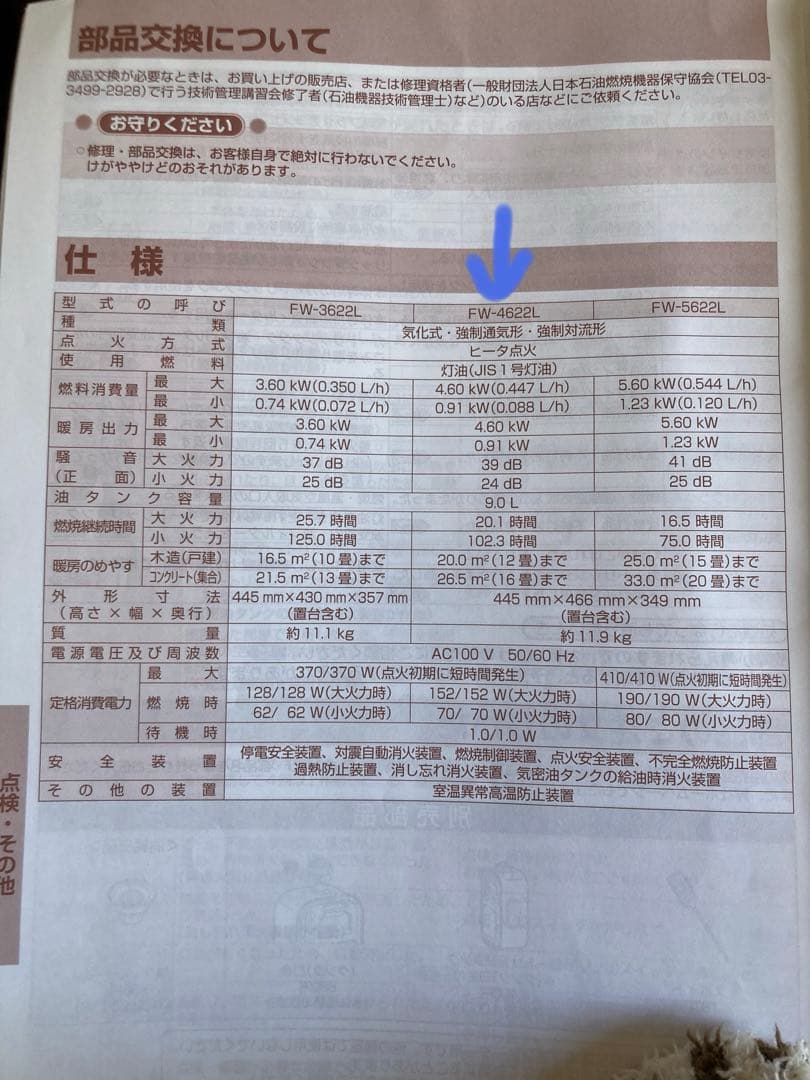 部品交換について
部品交換が必要なときは、お買い上げの販売店、または修理資格者(一般財団法人日本石油燃焼機器保守協会(TEL03-
3499-2928)で行う技術管理講習会修了者(石油機器技術管理士)など)のいる店などにご依頼ください。
お守りください
○修理・部品交換は、お客様自身で絶対に行わないでください。
けがややけどのおそれがあります。
仕様
型式の呼び FW-3622L FW-4622L FW-5622L
種類 気化式・強制通気形・強制対流形
点火方式 ヒータ点火
使用燃料 灯油(JIS1号灯油)
燃料消費量 最大 3.60 kW(0.350 L/h) 4.60 kW(0.447 L/h) 5.60 kW(0.544 L/h)
最小 0.74 kW(0.072 L/h) 0.91 kW(0.088 L/h) 1.23 kW(0.120 L/h)
暖房出力 最大 3.60 kW 4.60 kW 5.60 kW
最小 0.74 kW 0.91 kW 1.23 kW
騒音(正面) 大火力 37 dB 39 dB 41 dB
小火力 25 dB 24 dB 25 dB
油タンク容量 9.0 L
燃焼継続時間 大火力 25.7 時間 20.1 時間 16.5 時間
小火力 125.0 時間 102.3 時間 75.0 時間
暖房のめやす 木造(戸建) 16.5 m²(10 畳)まで 20.0 m²(12 畳)まで 25.0 m²(15 畳)まで
コンクリート(集合) 21.5 m²(13 畳)まで 26.5 m²(16 畳)まで 33.0 m²(20 畳)まで
外形寸法 445 mm×430 mm×357 mm 445 mm×466 mm×349 mm
(高さ×幅×奥行) (置台含む) (置台含む)
質量 約11.1 kg 約11.9 kg
電源電圧及び周波数 AC100 V 50/60 Hz
定格消費電力 最大 370/370 W(点火初期に短時間発生) 410/410 W(点火初期に短時間発生)
燃焼時 128/128 W(大火力時) 152/152 W(大火力時) 190/190 W(大火力時)
62/ 62 W(小火力時) 70/ 70 W(小火力時) 80/ 80 W(小火力時)
待機時 1.0/1.0 W
安全装置 停電安全装置、対震自動消火装置、燃焼制御装置、点火安全装置、不完全燃焼防止装置
過熱防止装置、消し忘れ消火装置、気密油タンクの給油時消火装置
その他の装置 室温異常高温防止装置
点検・その他